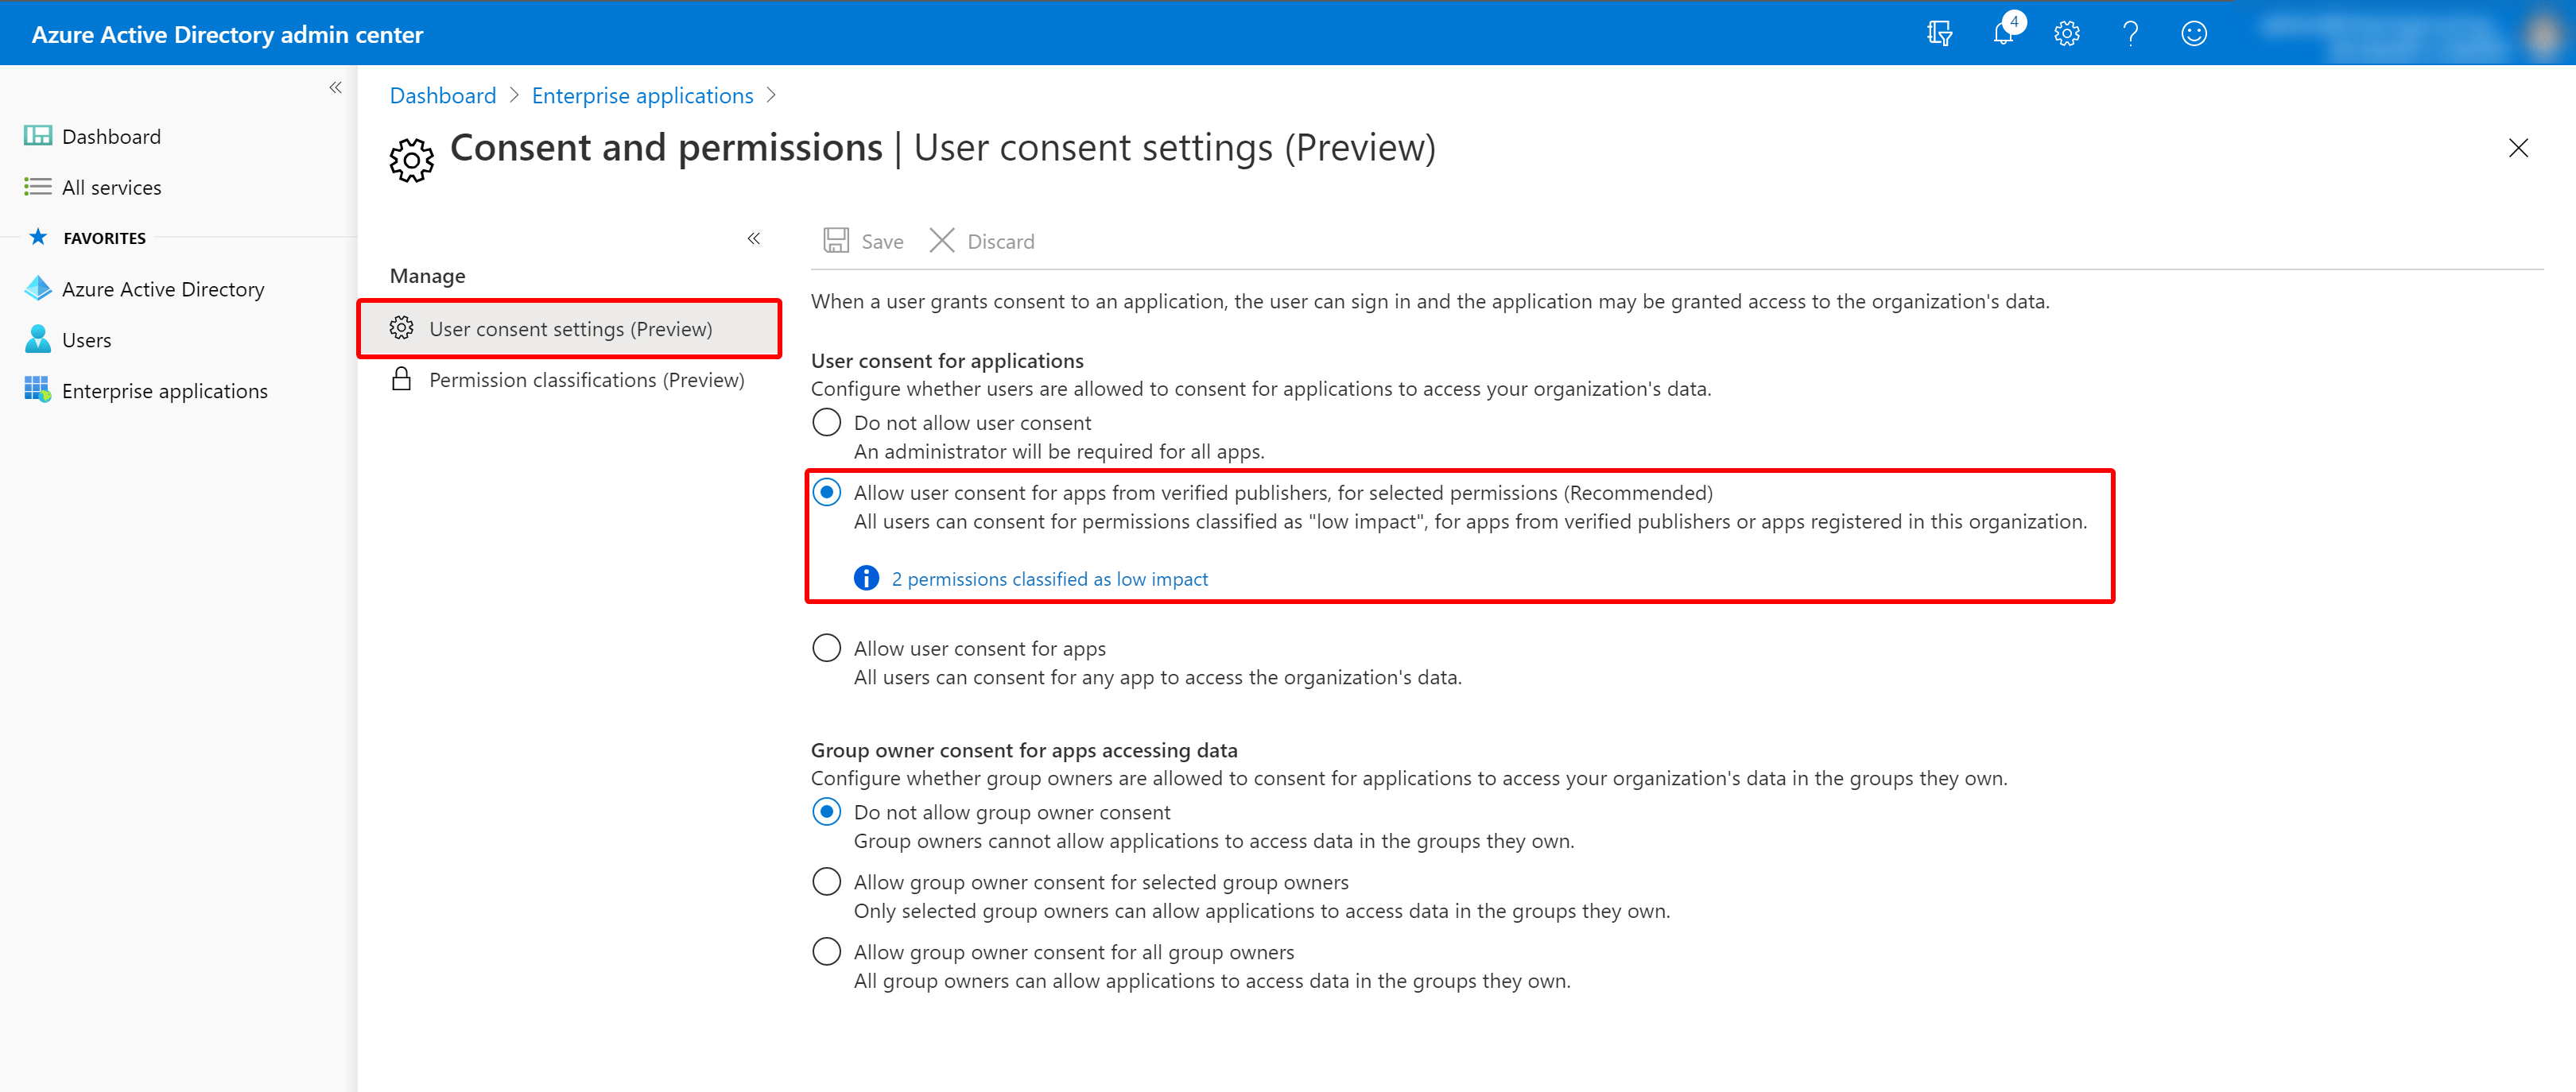 Azure Active Directory admin center
4
Dashboard
All services
FAVORITES
Azure Active Directory
Users
Enterprise applications
Dashboard > Enterprise applications >
Consent and permissions | User consent settings (Preview)
Manage
User consent settings (Preview)
Permission classifications (Preview)
Save Discard
When a user grants consent to an application, the user can sign in and the application may be granted access to the organization's data.
User consent for applications
Configure whether users are allowed to consent for applications to access your organization's data.
Do not allow user consent
An administrator will be required for all apps.
Allow user consent for apps from verified publishers, for selected permissions (Recommended)
All users can consent for permissions classified as "low impact", for apps from verified publishers or apps registered in this organization.
2 permissions classified as low impact
Allow user consent for apps
All users can consent for any app to access the organization's data.
Group owner consent for apps accessing data
Configure whether group owners are allowed to consent for applications to access your organization's data in the groups they own.
Do not allow group owner consent
Group owners cannot allow applications to access data in the groups they own.
Allow group owner consent for selected group owners
Only selected group owners can allow applications to access data in the groups they own.
Allow group owner consent for all group owners
All group owners can allow applications to access data in the groups they own.